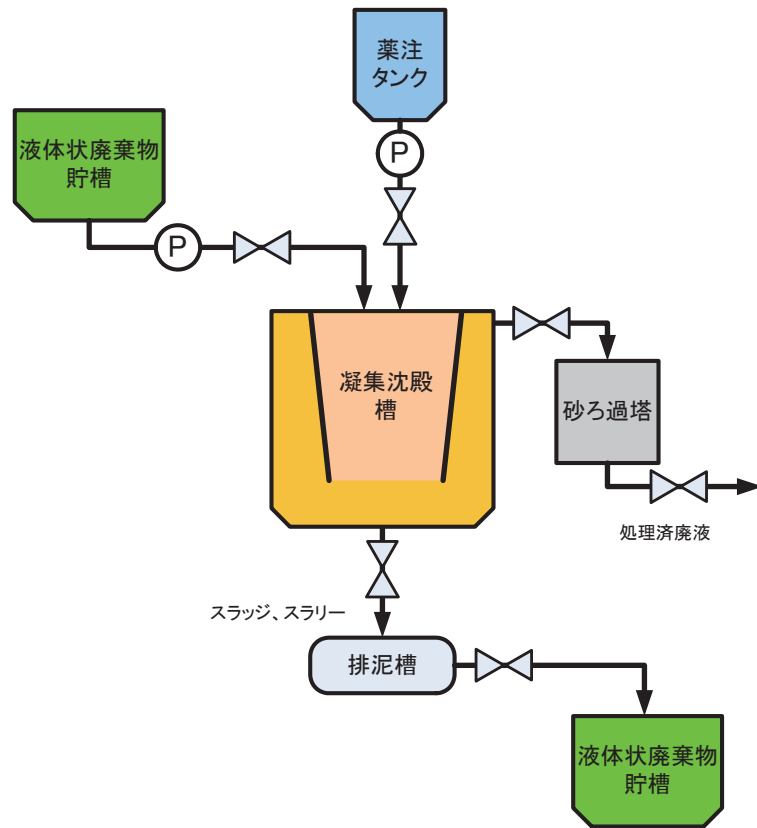 薬注
タンク
液体状廃棄物
貯槽
P
P
凝集沈殿
槽
砂ろ過塔
処理済廃液
スラッジ、スラリー
排泥槽
液体状廃棄物
貯槽